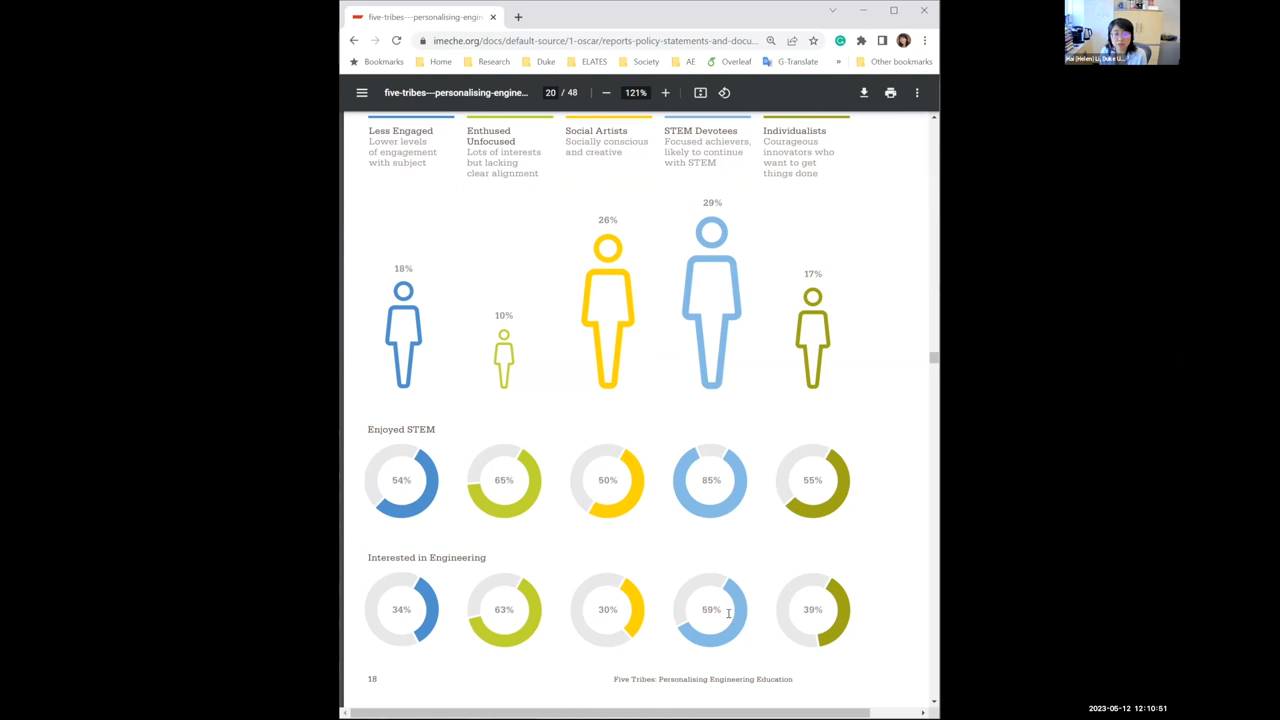 five-tribes---personalising-engin
imeche.org/docs/default-source/1-oscar/reports-policy-statements-and-docu...
Bookmarks Home Research Duke ELATES Society AE Overleaf G-Translate » Other bookmarks
five-tribes---personalising-engine... 20 / 48 121%
Less Engaged
Lower levels
of engagement
with subject
Enthused
Unfocused
Lots of interests
but lacking
clear alignment
Social Artists
Socially conscious
and creative
STEM Devotees
Focused achievers,
likely to continue
with STEM
Individualists
Courageous
innovators who
want to get
things done
18% 10% 26% 29% 17%
Enjoyed STEM
54% 65% 50% 85% 55%
Interested in Engineering
34% 63% 30% 59% 39%
18 Five Tribes: Personalising Engineering Education
Hai (Helen) Li, Duke U...
2023-05-12 12:10:51